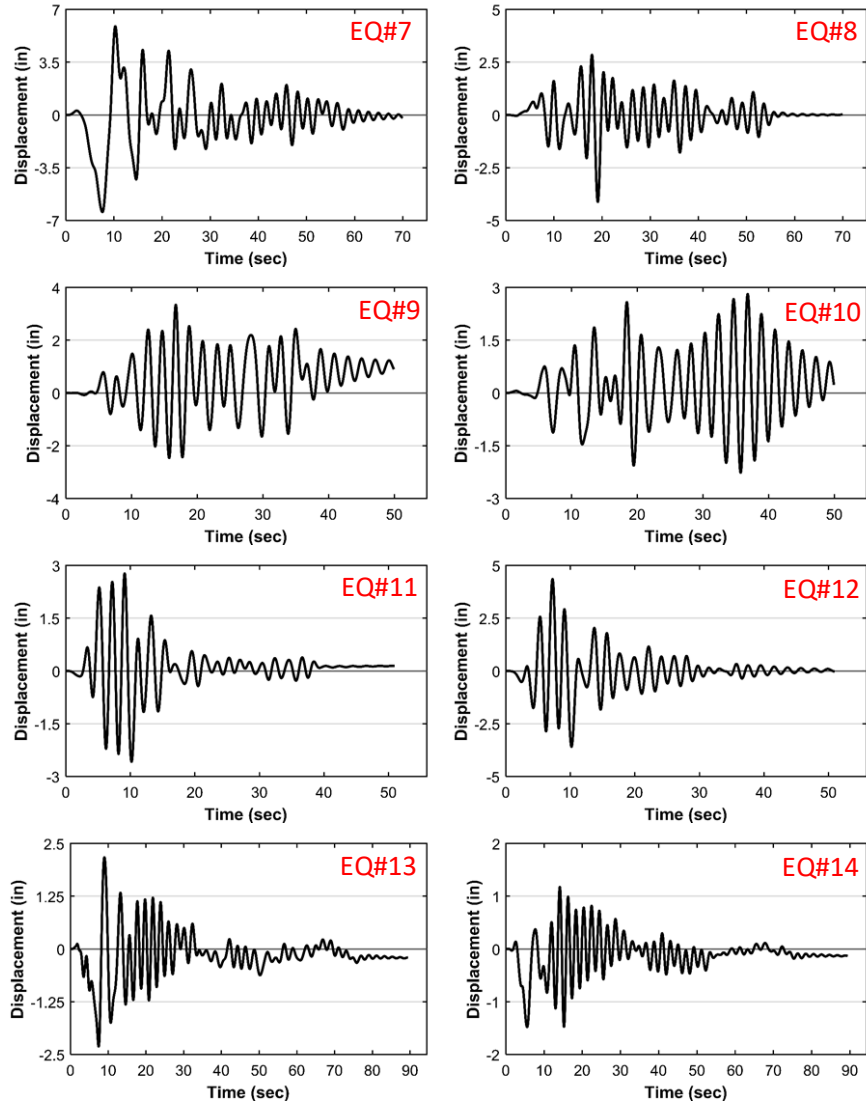 EQ#7
Displacement (in)
7
3.5
0
-3.5
-7
0 10 20 30 40 50 60 70
Time (sec)
EQ#8
Displacement (in)
5
2.5
0
-2.5
-5
0 10 20 30 40 50 60 70
Time (sec)
EQ#9
Displacement (in)
4
2
0
-2
-4
0 10 20 30 40 50
Time (sec)
EQ#10
Displacement (in)
3
1.5
0
-1.5
-3
0 10 20 30 40 50
Time (sec)
EQ#11
Displacement (in)
3
1.5
0
-1.5
-3
0 10 20 30 40 50
Time (sec)
EQ#12
Displacement (in)
5
2.5
0
-2.5
-5
0 10 20 30 40 50
Time (sec)
EQ#13
Displacement (in)
2.5
1.25
0
-1.25
-2.5
0 10 20 30 40 50 60 70 80 90
Time (sec)
EQ#14
Displacement (in)
2
1
0
-1
-2
0 10 20 30 40 50 60 70 80 90
Time (sec)